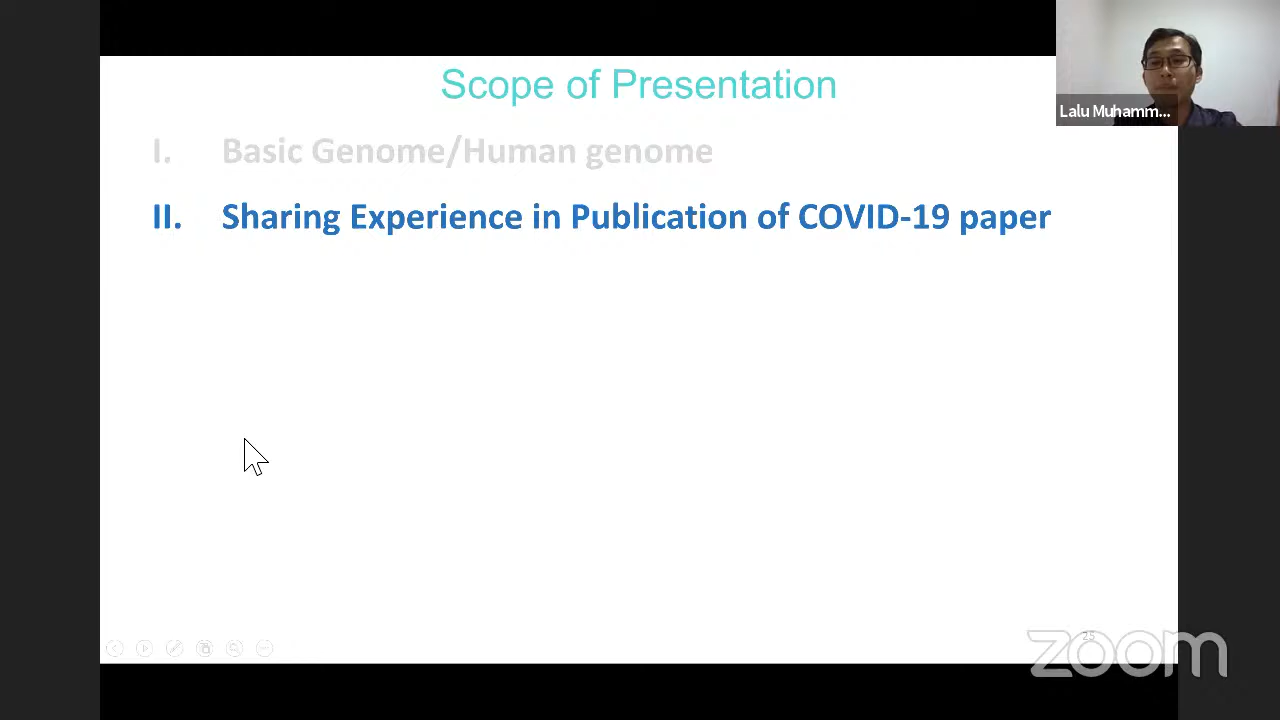 Scope of Presentation
Lalu Muhamm...
I. Basic Genome/Human genome
II. Sharing Experience in Publication of COVID-19 paper
25
zoom